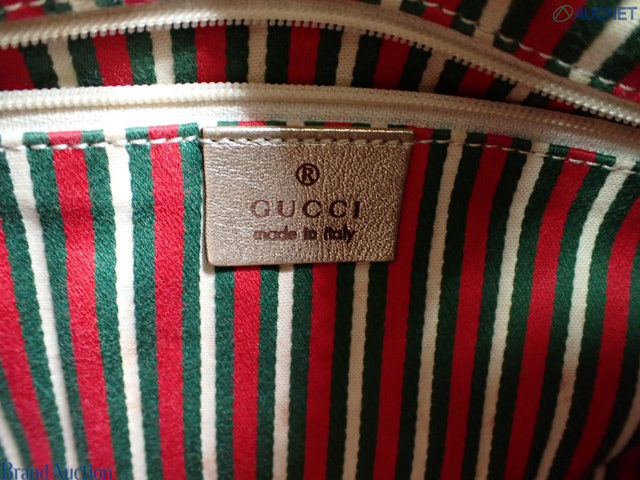 AUCNET
®
GUCCI
made in italy
Brand Auction